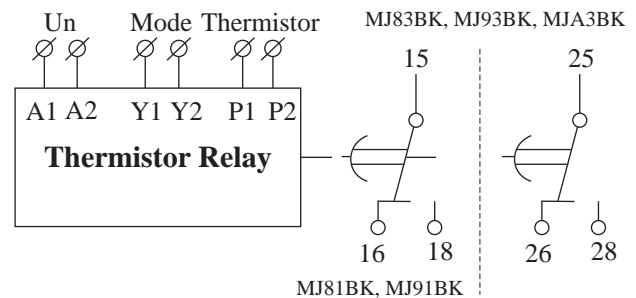 Un Mode Thermistor MJ83BK, MJ93BK, MJA3BK
15 25
A1 A2 Y1 Y2 P1 P2
Thermistor Relay
16 18 26 28
MJ81BK, MJ91BK